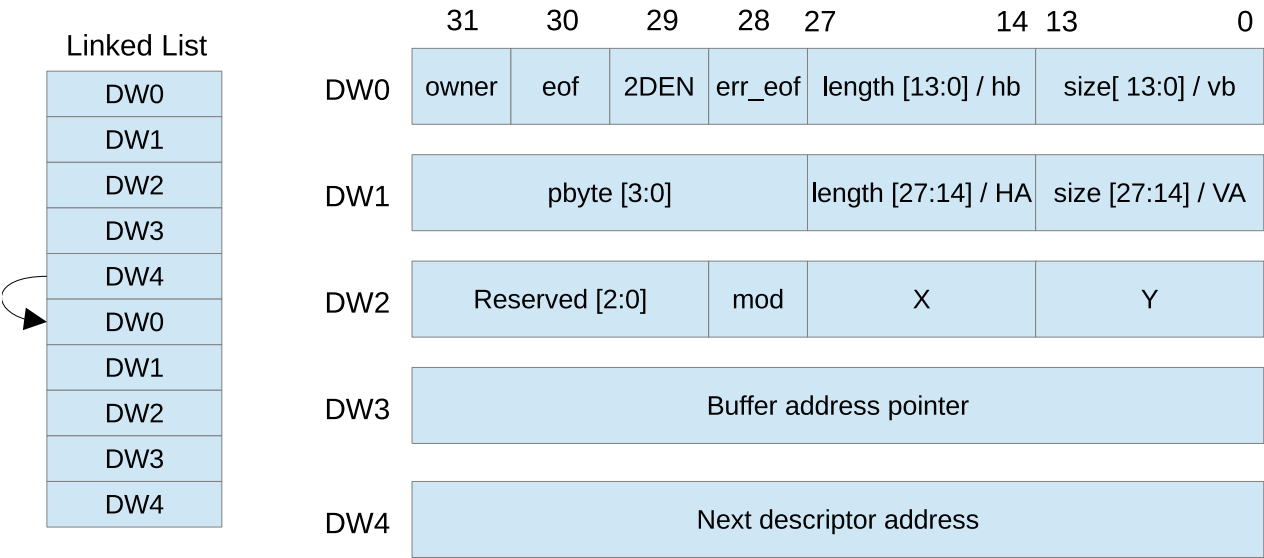 Linked List
DW0
DW1
DW2
DW3
DW4
DW0
DW1
DW2
DW3
DW4
31 30 29 28 27 14 13 0
DW0 owner eof 2DEN err_eof length [13:0] / hb size[ 13:0] / vb
DW1 pbyte [3:0] length [27:14] / HA size [27:14] / VA
DW2 Reserved [2:0] mod X Y
DW3 Buffer address pointer
DW4 Next descriptor address